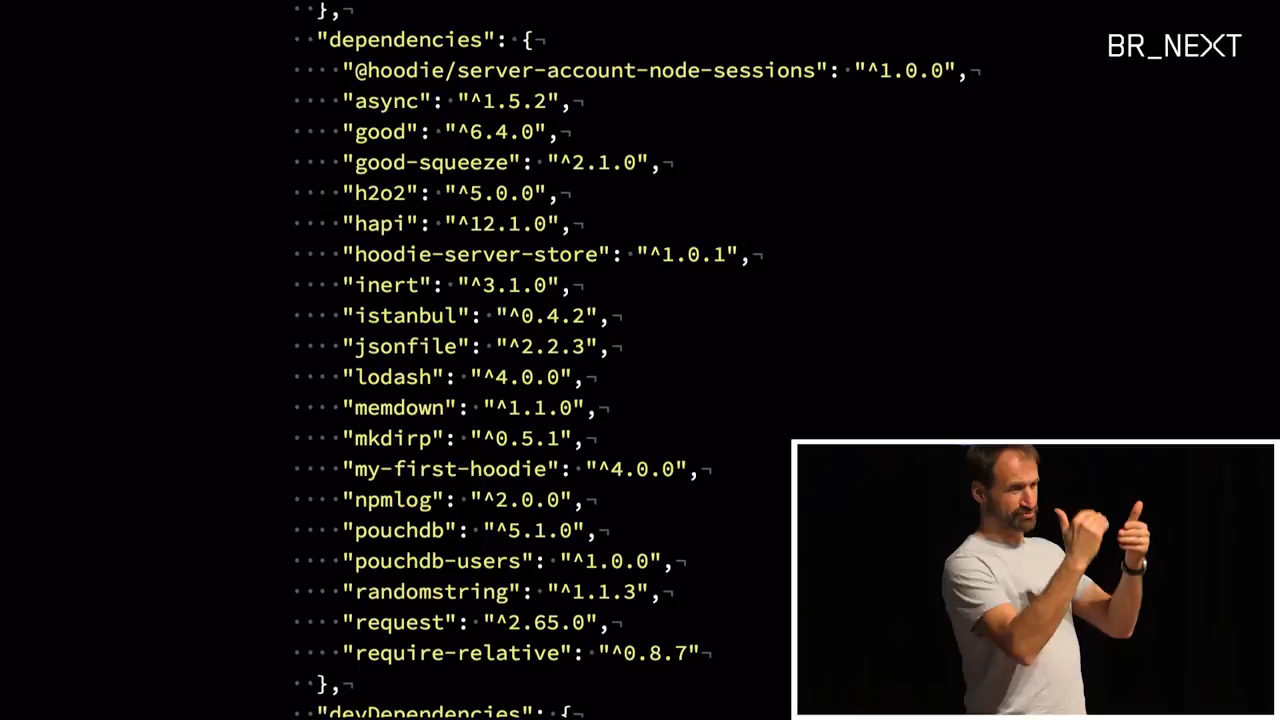 },¬
"dependencies": {¬
"@hoodie/server-account-node-sessions": "^1.0.0",¬
"async": "^1.5.2",¬
"good": "^6.4.0",¬
"good-squeeze": "^2.1.0",¬
"h2o2": "^5.0.0",¬
"hapi": "^12.1.0",¬
"hoodie-server-store": "^1.0.1",¬
"inert": "^3.1.0",¬
"istanbul": "^0.4.2",¬
"jsonfile": "^2.2.3",¬
"lodash": "^4.0.0",¬
"memdown": "^1.1.0",¬
"mkdirp": "^0.5.1",¬
"my-first-hoodie": "^4.0.0",¬
"npmlog": "^2.0.0",¬
"pouchdb": "^5.1.0",¬
"pouchdb-users": "^1.0.0",¬
"randomstring": "^1.1.3",¬
"request": "^2.65.0",¬
"require-relative": "^0.8.7"¬
},¬
"devDependencies": {¬
BR_NEXT